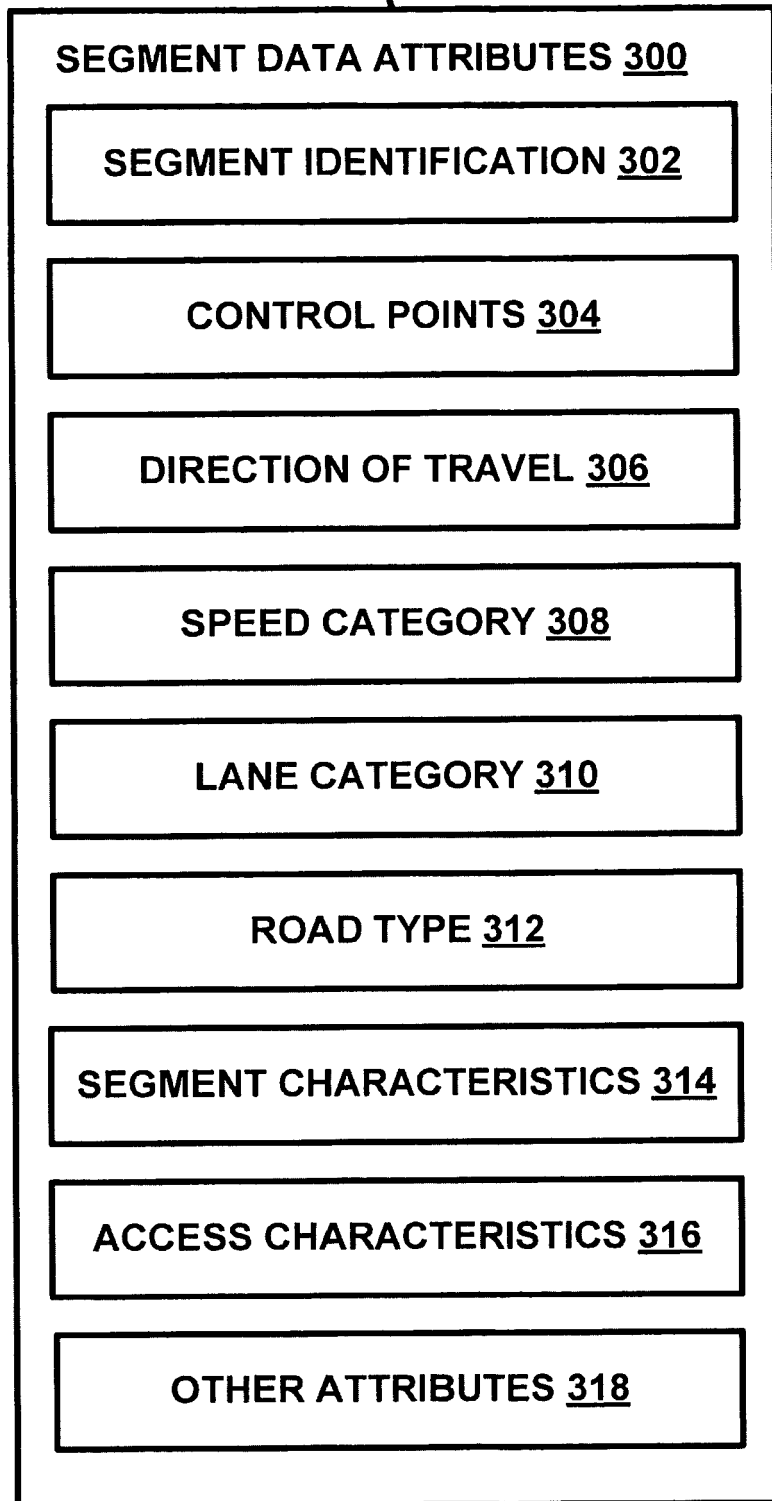 SEGMENT DATA ATTRIBUTES 300
SEGMENT IDENTIFICATION 302
CONTROL POINTS 304
DIRECTION OF TRAVEL 306
SPEED CATEGORY 308
LANE CATEGORY 310
ROAD TYPE 312
SEGMENT CHARACTERISTICS 314
ACCESS CHARACTERISTICS 316
OTHER ATTRIBUTES 318